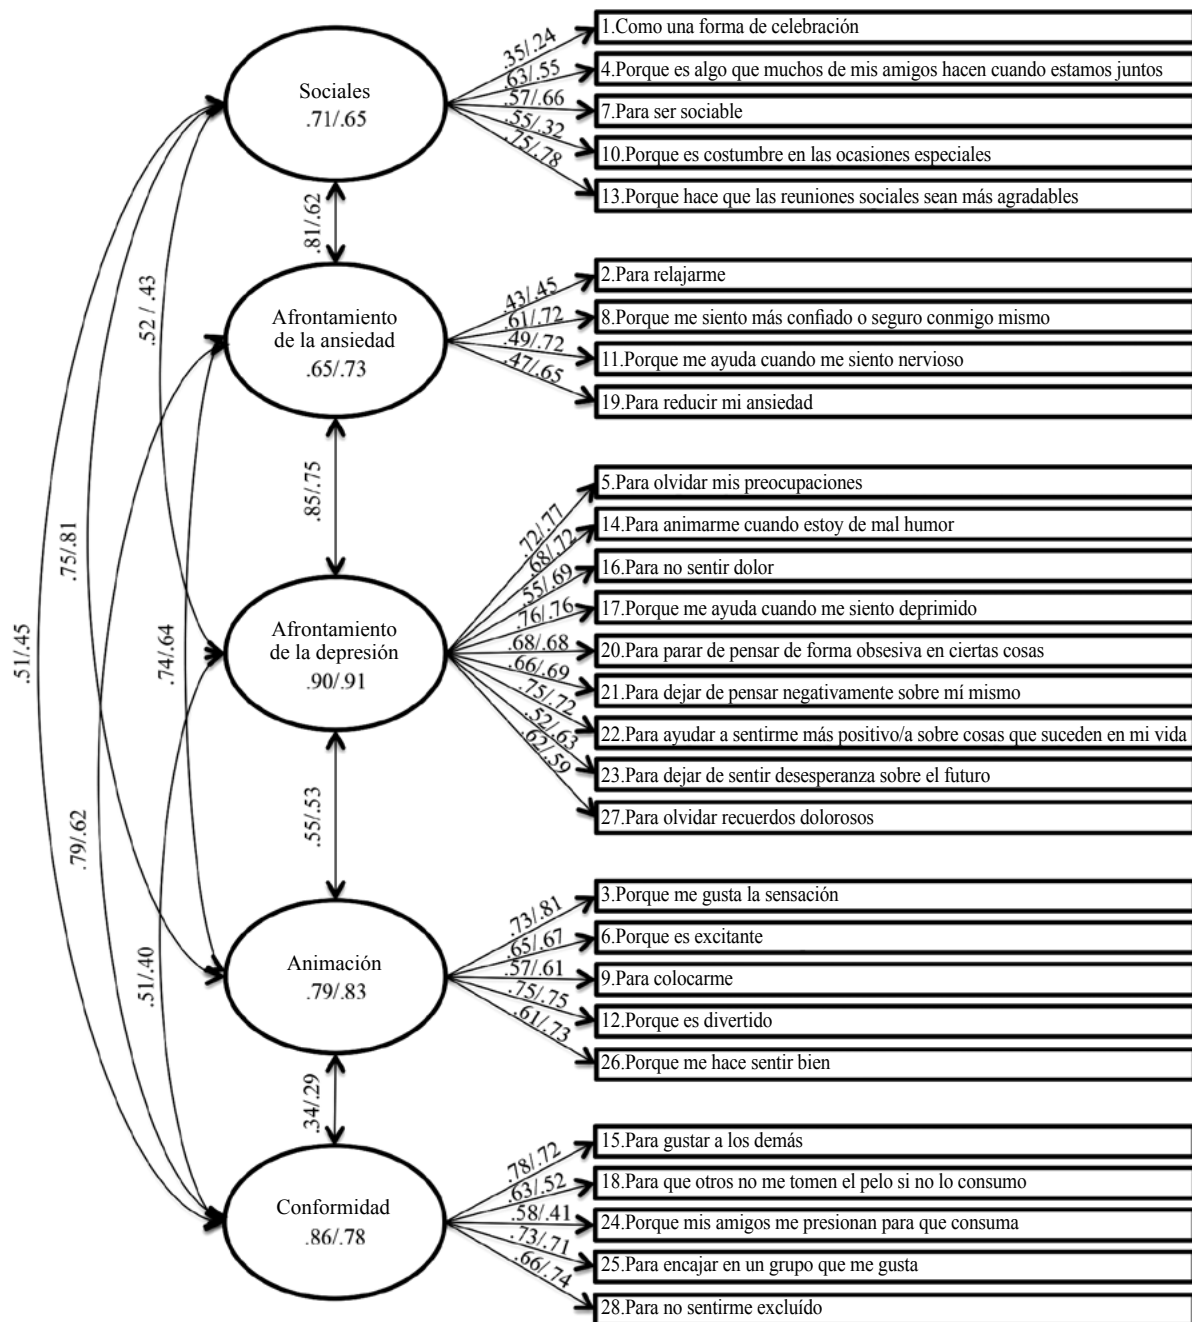 Sociales
.71/.65
.35/.24
.63/.55
.57/.66
.55/.32
.75/.78
1.Como una forma de celebración
4.Porque es algo que muchos de mis amigos hacen cuando estamos juntos
7.Para ser sociable
10.Porque es costumbre en las ocasiones especiales
13.Porque hace que las reuniones sociales sean más agradables
.81/.62
Afrontamiento
de la ansiedad
.65/.73
.43/.45
.61/.72
.49/.72
.47/.65
2.Para relajarme
8.Porque me siento más confiado o seguro conmigo mismo
11.Porque me ayuda cuando me siento nervioso
19.Para reducir mi ansiedad
.52 / .43
.85/.75
.75/.81
.51/.45
.74/.64
Afrontamiento
de la depresión
.90/.91
.72/.77
.68/.72
.55/.69
.76/.76
.68/.68
.66/.69
.75/.72
.52/.63
.62/.59
5.Para olvidar mis preocupaciones
14.Para animarme cuando estoy de mal humor
16.Para no sentir dolor
17.Porque me ayuda cuando me siento deprimido
20.Para parar de pensar de forma obsesiva en ciertas cosas
21.Para dejar de pensar negativamente sobre mí mismo
22.Para ayudar a sentirme más positivo/a sobre cosas que suceden en mi vida
23.Para dejar de sentir desesperanza sobre el futuro
27.Para olvidar recuerdos dolorosos
.79/.62
.55/.53
.51/.40
Animación
.79/.83
.73/.81
.65/.67
.57/.61
.75/.75
.61/.73
3.Porque me gusta la sensación
6.Porque es excitante
9.Para colocarme
12.Porque es divertido
26.Porque me hace sentir bien
.34/.29
Conformidad
.86/.78
.78/.72
.63/.52
.58/.41
.73/.71
.66/.74
15.Para gustar a los demás
18.Para que otros no me tomen el pelo si no lo consumo
24.Porque mis amigos me presionan para que consuma
25.Para encajar en un grupo que me gusta
28.Para no sentirme excluído